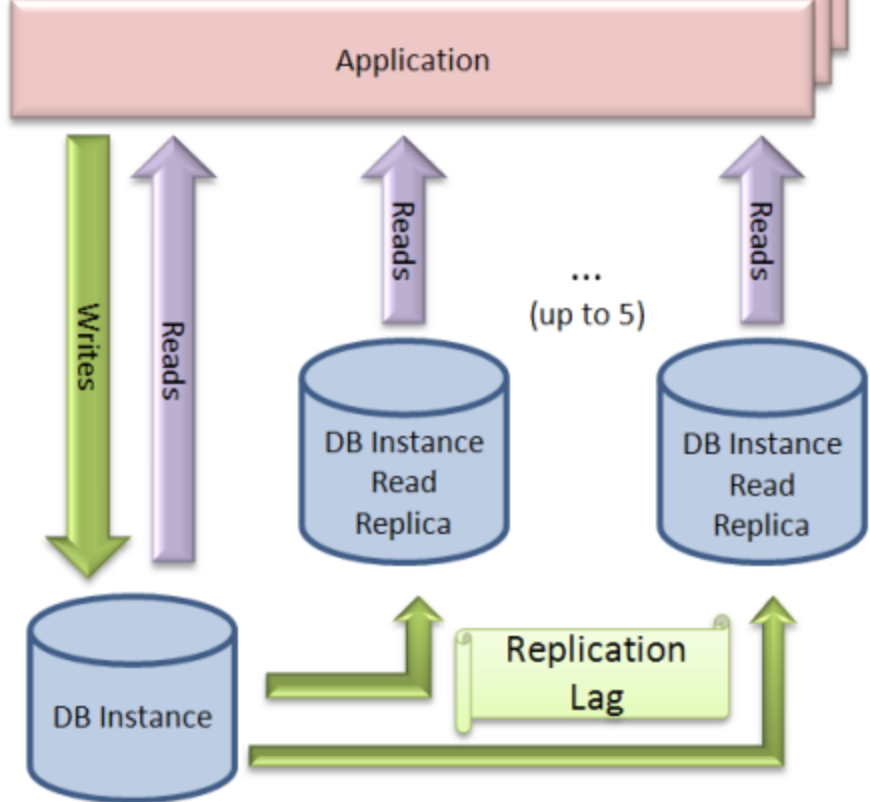 Application
Writes
Reads
Reads
Reads
...
(up to 5)
DB Instance
Read
Replica
DB Instance
Read
Replica
DB Instance
Replication
Lag